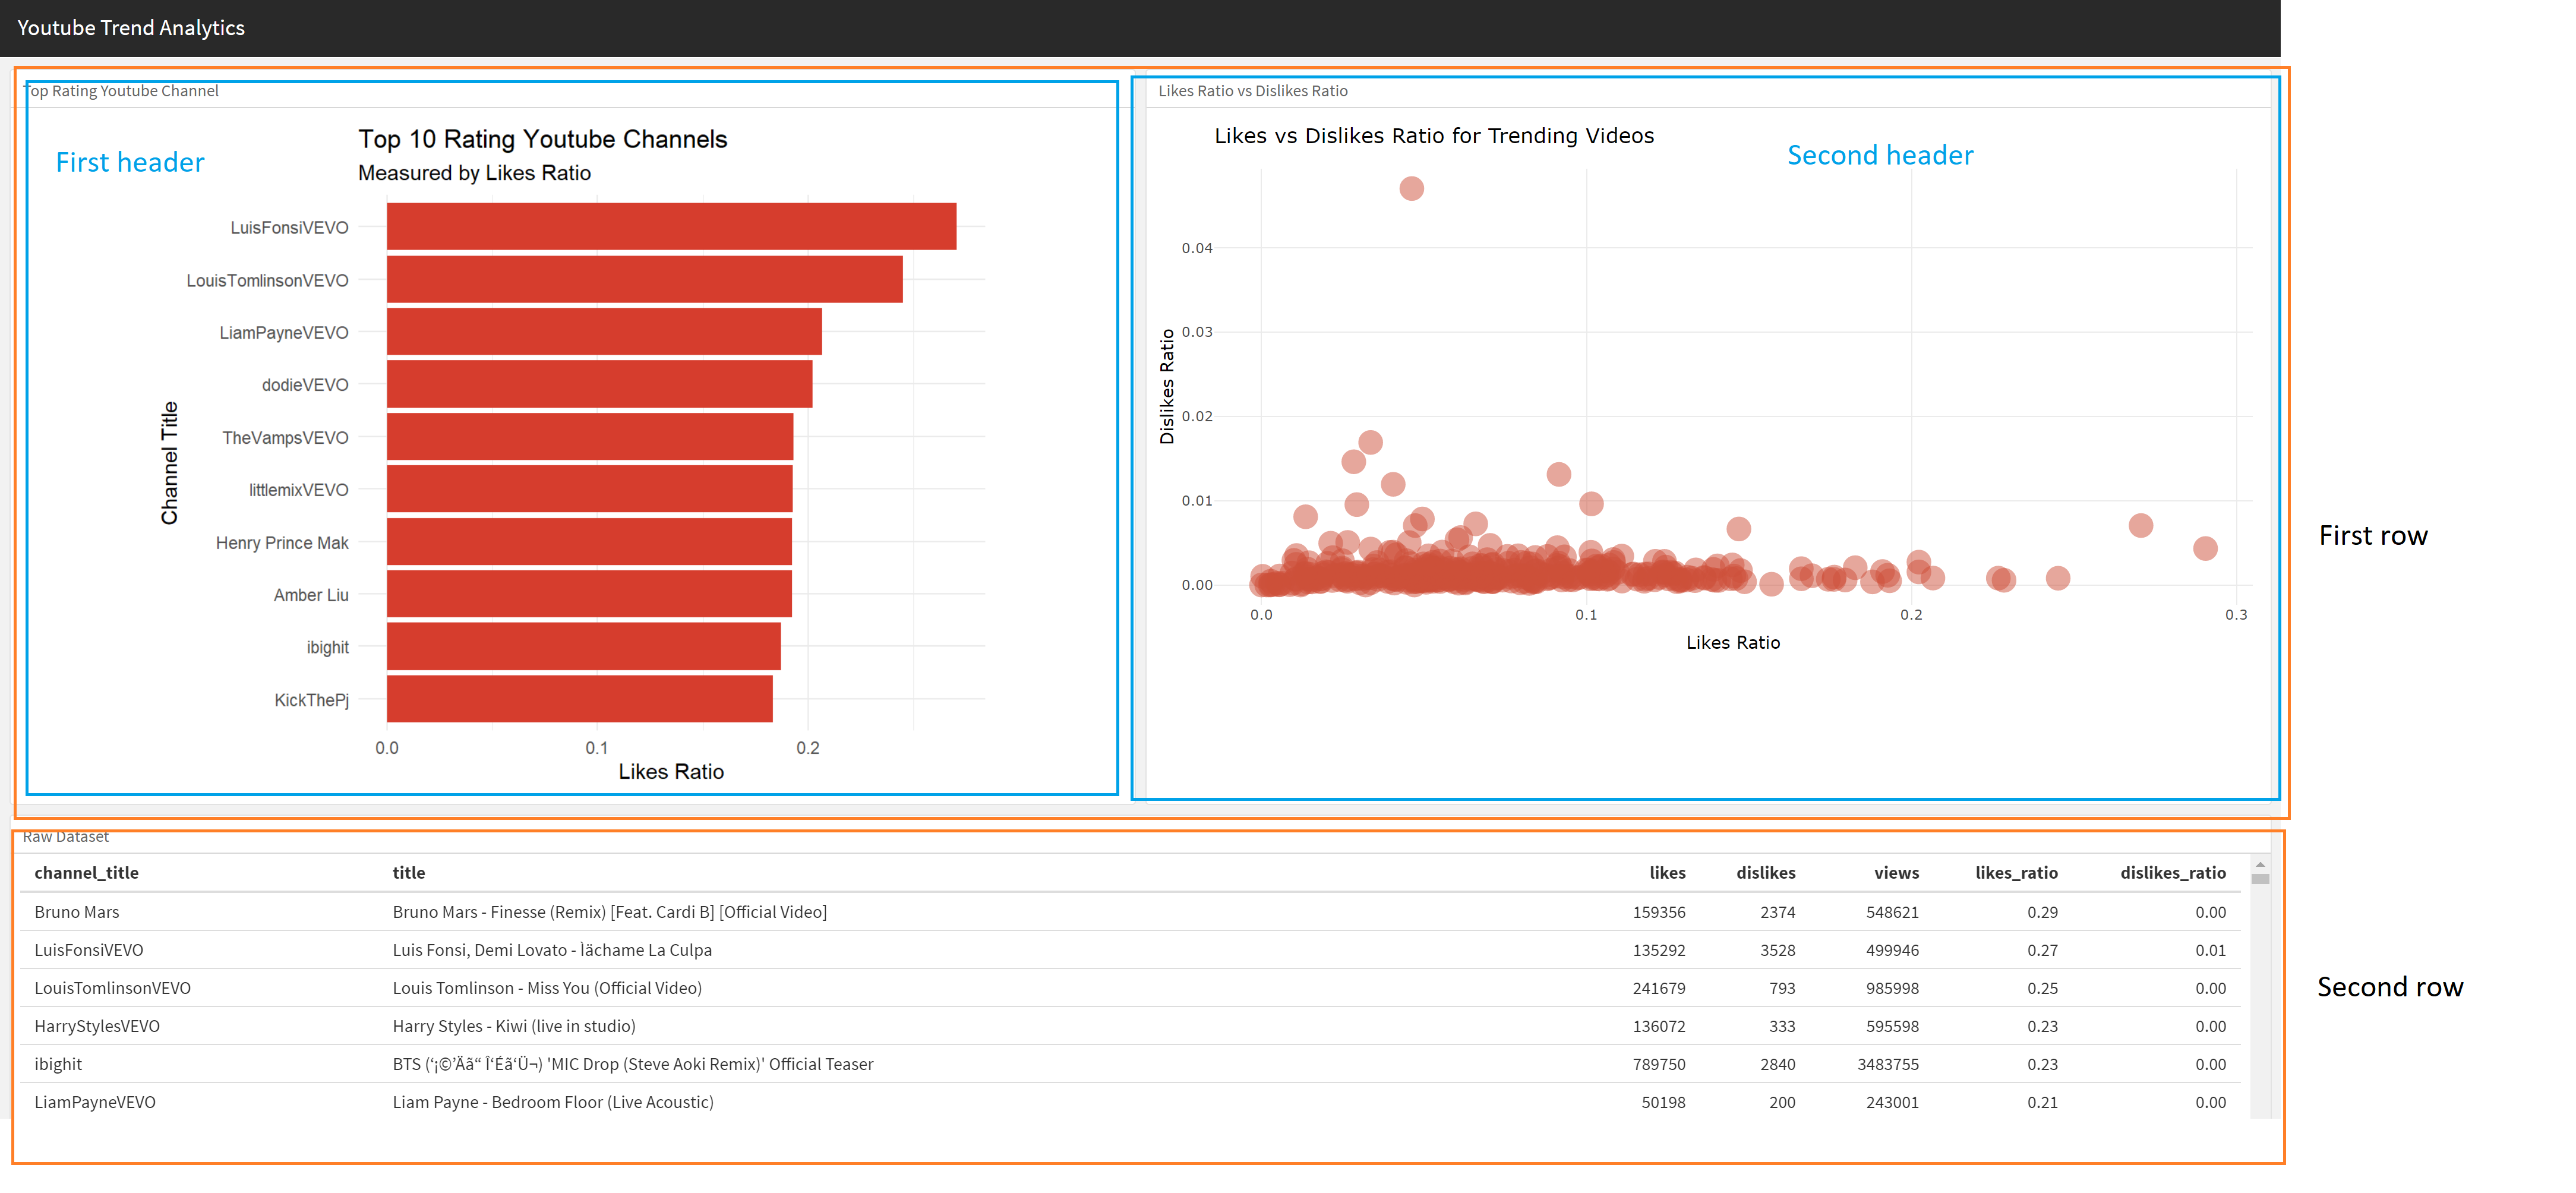 Youtube Trend Analytics
Top Rating Youtube Channel
First header
Top 10 Rating Youtube Channels
Measured by Likes Ratio
Channel Title
LuisFonsiVEVO
LouisTomlinsonVEVO
LiamPayneVEVO
dodieVEVO
TheVampsVEVO
littlemixVEVO
Henry Prince Mak
Amber Liu
ibighit
KickThePj
0.0 0.1 0.2
Likes Ratio
Likes Ratio vs Dislikes Ratio
Likes vs Dislikes Ratio for Trending Videos
Second header
Dislikes Ratio
0.04
0.03
0.02
0.01
0.00
0.0 0.1 0.2 0.3
Likes Ratio
First row
Raw Dataset
channel_title title likes dislikes views likes_ratio dislikes_ratio
Bruno Mars Bruno Mars - Finesse (Remix) [Feat. Cardi B] [Official Video] 159356 2374 548621 0.29 0.00
LuisFonsiVEVO Luis Fonsi, Demi Lovato - Ìächame La Culpa 135292 3528 499946 0.27 0.01
LouisTomlinsonVEVO Louis Tomlinson - Miss You (Official Video) 241679 793 985998 0.25 0.00
HarryStylesVEVO Harry Styles - Kiwi (live in studio) 136072 333 595598 0.23 0.00
ibighit BTS (‘¡©’Äã“ Î‘Éã‘Ü¬) 'MIC Drop (Steve Aoki Remix)' Official Teaser 789750 2840 3483755 0.23 0.00
LiamPayneVEVO Liam Payne - Bedroom Floor (Live Acoustic) 50198 200 243001 0.21 0.00
Second row